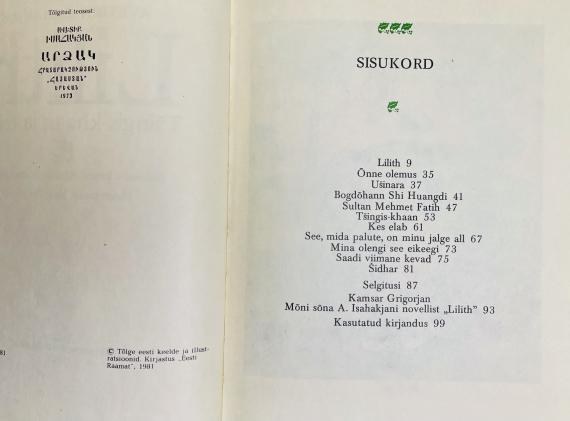 Tõlgitud teosest:
ԱՎԵՏԻՔ
ԻՍԱՀԱԿՅԱՆ
ԱՐՁԱԿ
ՀՐԱՏԱՐԱԿՉՈՒԹՅՈՒՆ
«ՀԱՅԱՍՏԱՆ»
ԵՐԵՎԱՆ
1973
81
© Tõlge eesti keelde ja illust-
ratsioonid. Kirjastus „Eesti
Raamat", 1981
SISUKORD
Lilith 9
Õnne olemus 35
Ušinara 37
Bogdõhann Shi Huangdi 41
Sultan Mehmet Fatih 47
Tšingis-khaan 53
Kes elab 61
See, mida palute, on minu jalge all 67
Mina olengi see eikeegi 73
Saadi viimane kevad 75
Šidhar 81
Selgitusi 87
Kamsar Grigorjan
Mõni sõna A. Isahakjani novellist „Lilith" 93
Kasutatud kirjandus 99